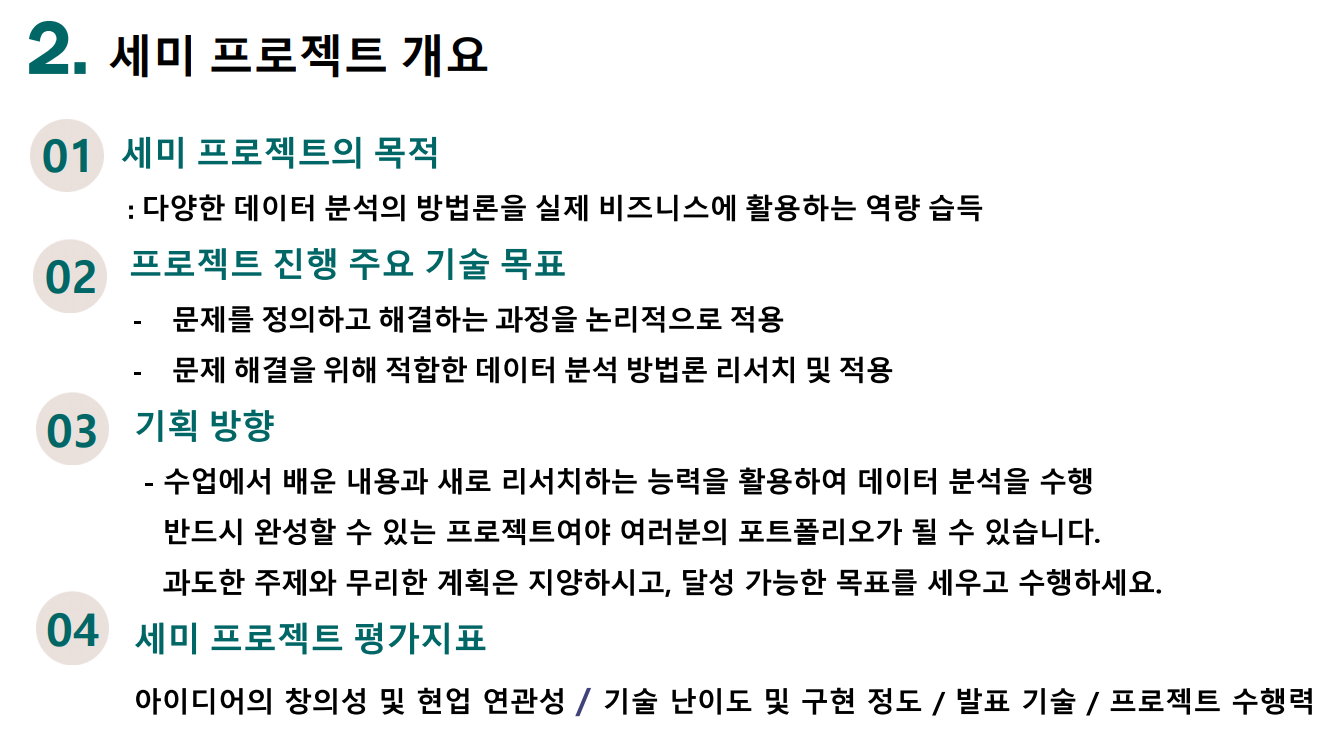 2. 세미 프로젝트 개요
01 세미 프로젝트의 목적
: 다양한 데이터 분석의 방법론을 실제 비즈니스에 활용하는 역량 습득
02 프로젝트 진행 주요 기술 목표
- 문제를 정의하고 해결하는 과정을 논리적으로 적용
- 문제 해결을 위해 적합한 데이터 분석 방법론 리서치 및 적용
03 기획 방향
- 수업에서 배운 내용과 새로 리서치하는 능력을 활용하여 데이터 분석을 수행
반드시 완성할 수 있는 프로젝트여야 여러분의 포트폴리오가 될 수 있습니다.
과도한 주제와 무리한 계획은 지양하시고, 달성 가능한 목표를 세우고 수행하세요.
04 세미 프로젝트 평가지표
아이디어의 창의성 및 현업 연관성 / 기술 난이도 및 구현 정도 / 발표 기술 / 프로젝트 수행력